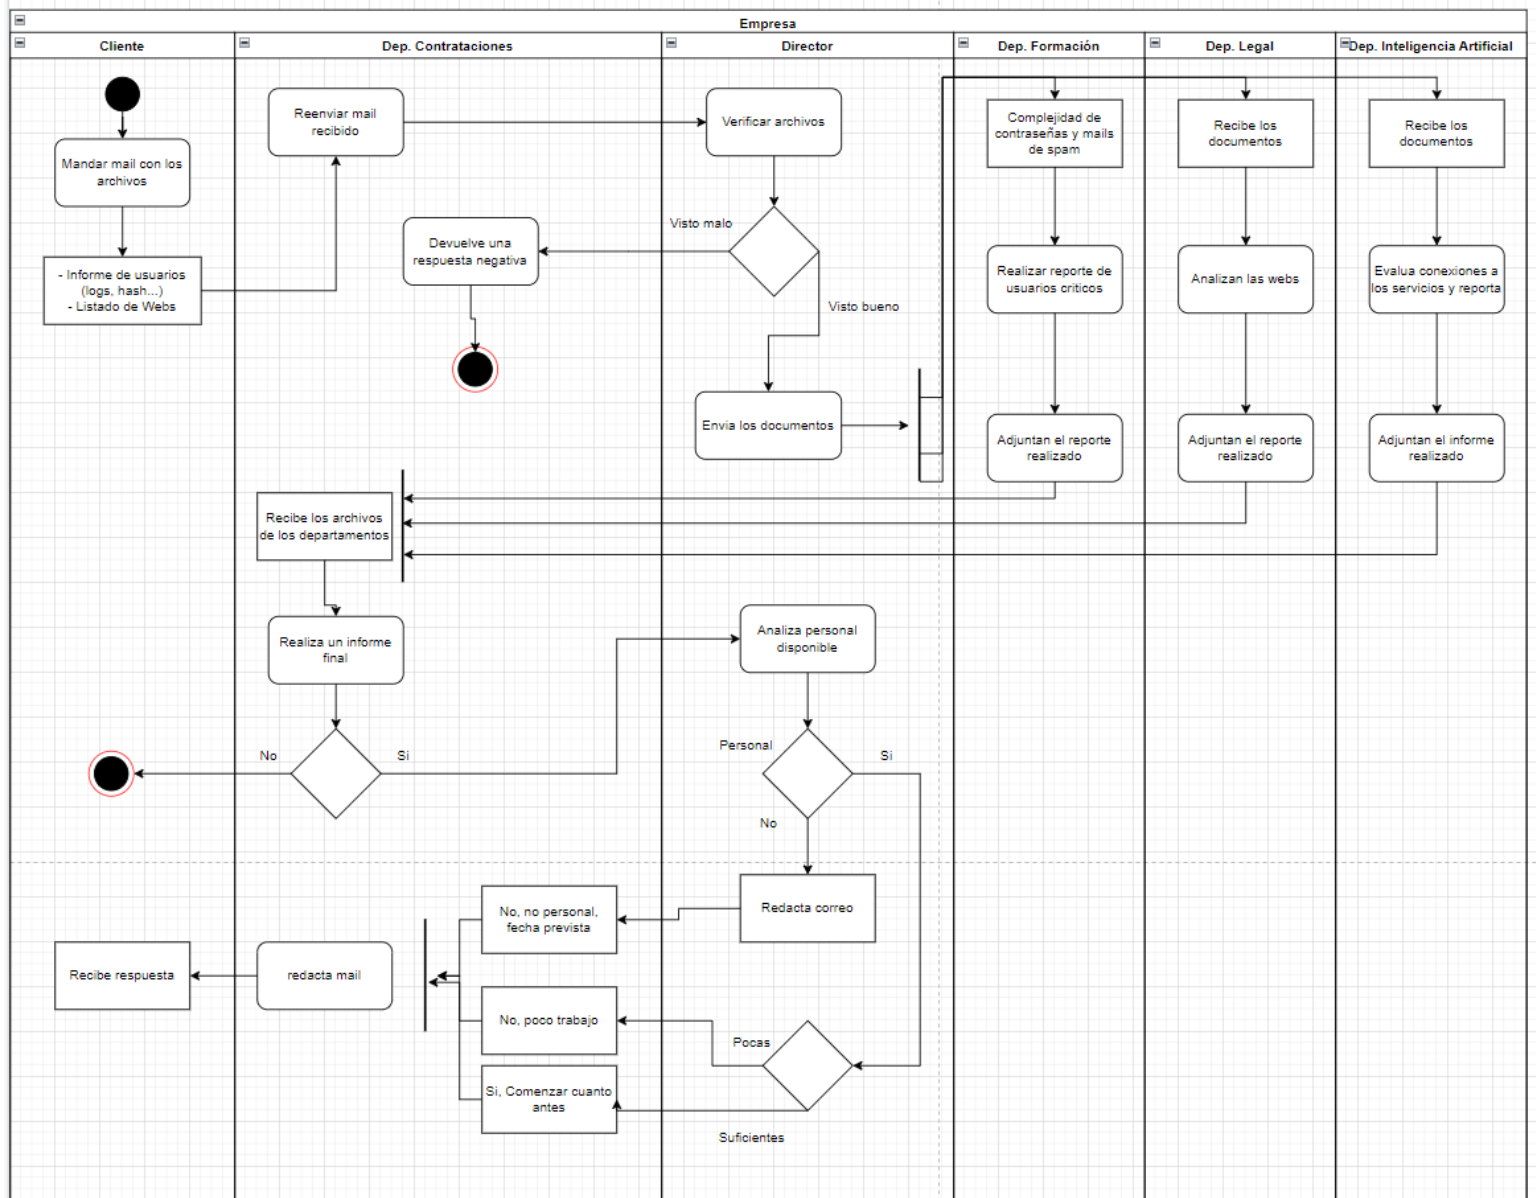 Empresa
Cliente
Dep. Contrataciones
Director
Dep. Formación
Dep. Legal
Dep. Inteligencia Artificial
Mandar mail con los
archivos
- Informe de usuarios
(logs, hash...)
- Listado de Webs
Reenviar mail
recibido
Verificar archivos
Visto malo
Devuelve una
respuesta negativa
Visto bueno
Envia los documentos
Complejidad de
contraseñas y mails
de spam
Recibe los
documentos
Recibe los
documentos
Realizar reporte de
usuarios criticos
Analizan las webs
Evalua conexiones a
los servicios y reporta
Adjuntan el reporte
realizado
Adjuntan el reporte
realizado
Adjuntan el informe
realizado
Recibe los archivos
de los departamentos
Realiza un informe
final
No
Si
Analiza personal
disponible
Personal
Si
No
Redacta correo
No, no personal,
fecha prevista
Recibe respuesta
redacta mail
No, poco trabajo
Pocas
Si, Comenzar cuanto
antes
Suficientes